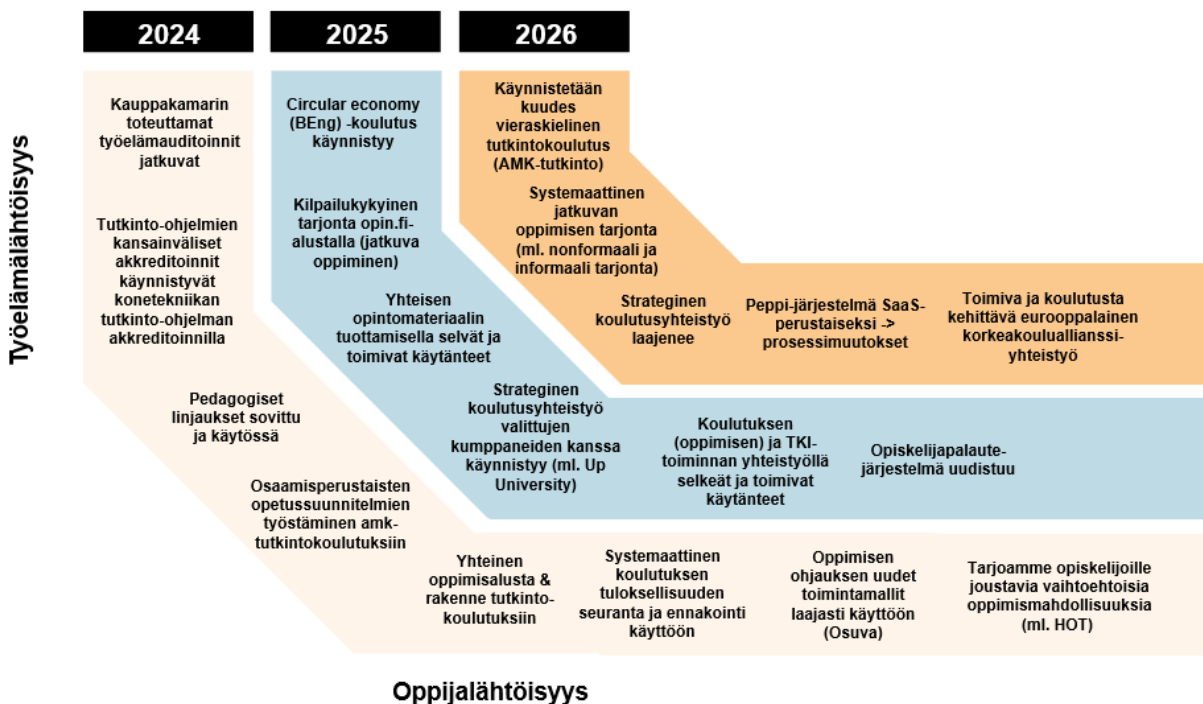 2024
2025
2026
Työelämälähtöisyys
Kauppakamarin
toteuttamat
työelämäauditoinnit
jatkuvat
Tutkinto-ohjelmien
kansainväliset
akkreditoinnit
käynnistyvät
konetekniikan
tutkinto-ohjelman
akkreditoinnilla
Pedagogiset
linjaukset sovittu
ja käytössä
Osaamisperustaisten
opetussuunnitelmien
työstäminen amk-
tutkintokoulutuksiin
Yhteinen
oppimisalusta &
rakenne tutkinto-
koulutuksiin
Systemaattinen
koulutuksen
tuloksellisuuden
seuranta ja ennakointi
käyttöön
Oppimisen
ohjauksen uudet
toimintamallit
laajasti käyttöön
(Osuva)
Tarjoamme opiskelijoille
joustavia vaihtoehtoisia
oppimismahdollisuuksia
(ml. HOT)
Circular economy
(BEng) -koulutus
käynnistyy
Kilpailukykyinen
tarjonta opin.fi-
alustalla (jatkuva
oppiminen)
Yhteisen
opintomateriaalin
tuottamisella selvät ja
toimivat käytänteet
Strateginen
koulutusyhteistyö
valittujen
kumppaneiden kanssa
käynnistyy (ml. Up
University)
Koulutuksen
(oppimisen) ja TKI-
toiminnan yhteistyöllä
selkeät ja toimivat
käytänteet
Opiskelijapalaute-
järjestelmä uudistuu
Käynnistetään
kuudes
vieraskielinen
tutkintokoulutus
(AMK-tutkinto)
Systemaattinen
jatkuvan
oppimisen tarjonta
(ml. nonformaali ja
informaali tarjonta)
Strateginen
koulutusyhteistyö
laajenee
Peppi-järjestelmä SaaS-
perustaiseksi ->
prosessimuutokset
Toimiva ja koulutusta
kehittävä eurooppalainen
korkeakouluallianssi-
yhteistyö
Oppijalähtöisyys